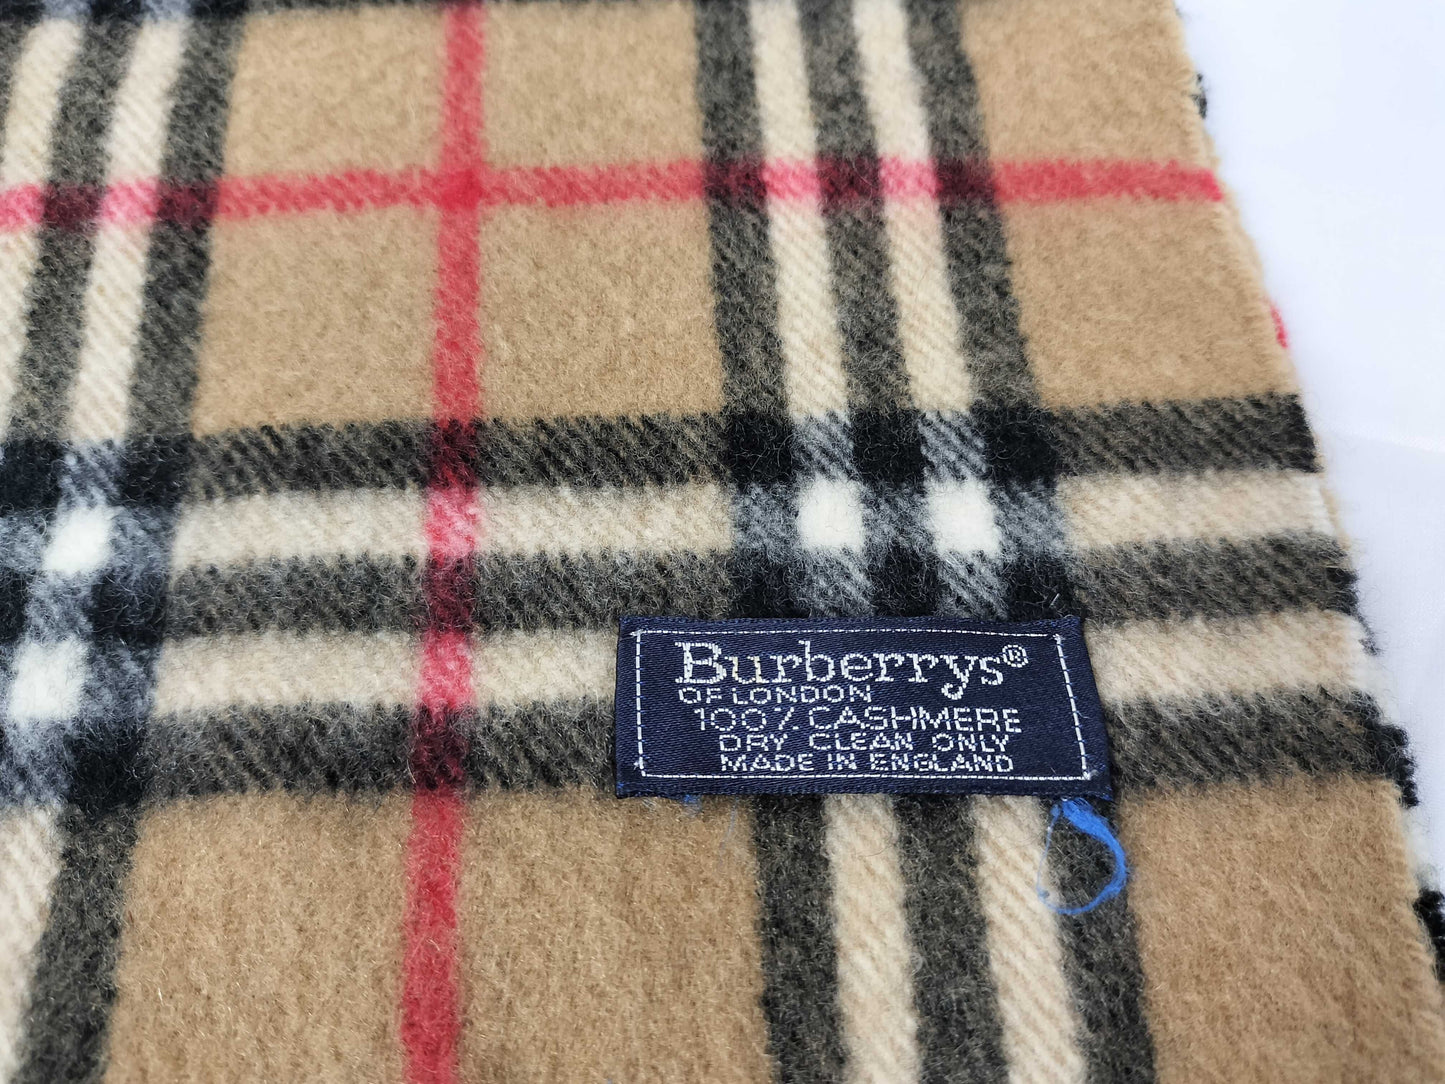 Burberrys®
OF LONDON
100% CASHMERE
DRY CLEAN ONLY
MADE IN ENGLAND